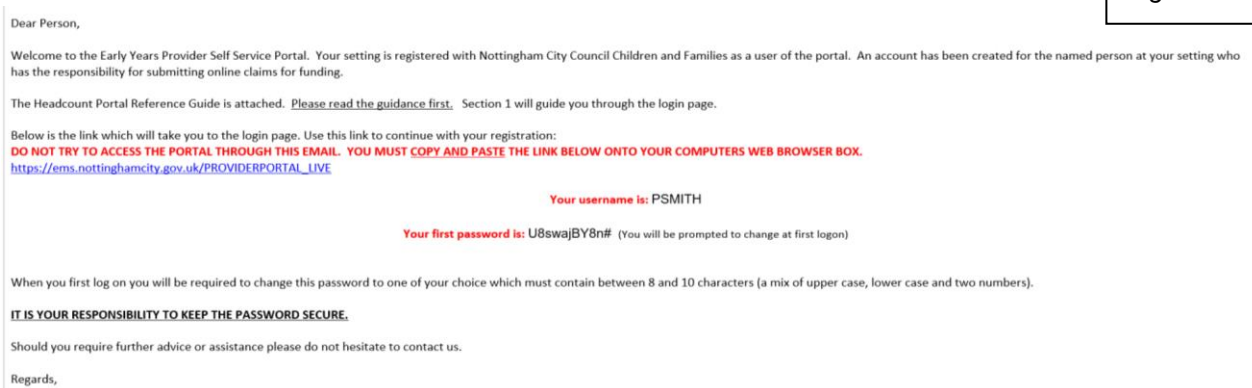 Dear Person,
Welcome to the Early Years Provider Self Service Portal.  Your setting is registered with Nottingham City Council Children and Families as a user of the portal.  An account has been created for the named person at your setting who
has the responsibility for submitting online claims for funding.
The Headcount Portal Reference Guide is attached.  Please read the guidance first.   Section 1 will guide you through the login page.
Below is the link which will take you to the login page. Use this link to continue with your registration:
DO NOT TRY TO ACCESS THE PORTAL THROUGH THIS EMAIL.  YOU MUST COPY AND PASTE THE LINK BELOW ONTO YOUR COMPUTERS WEB BROWSER BOX.
https://ems.nottinghamcity.gov.uk/PROVIDERPORTAL_LIVE
Your username is: PSMITH
Your first password is: U8swajBY8n#  (You will be prompted to change at first logon)
When you first log on you will be required to change this password to one of your choice which must contain between 8 and 10 characters (a mix of upper case, lower case and two numbers).
IT IS YOUR RESPONSIBILITY TO KEEP THE PASSWORD SECURE.
Should you require further advice or assistance please do not hesitate to contact us.
Regards,